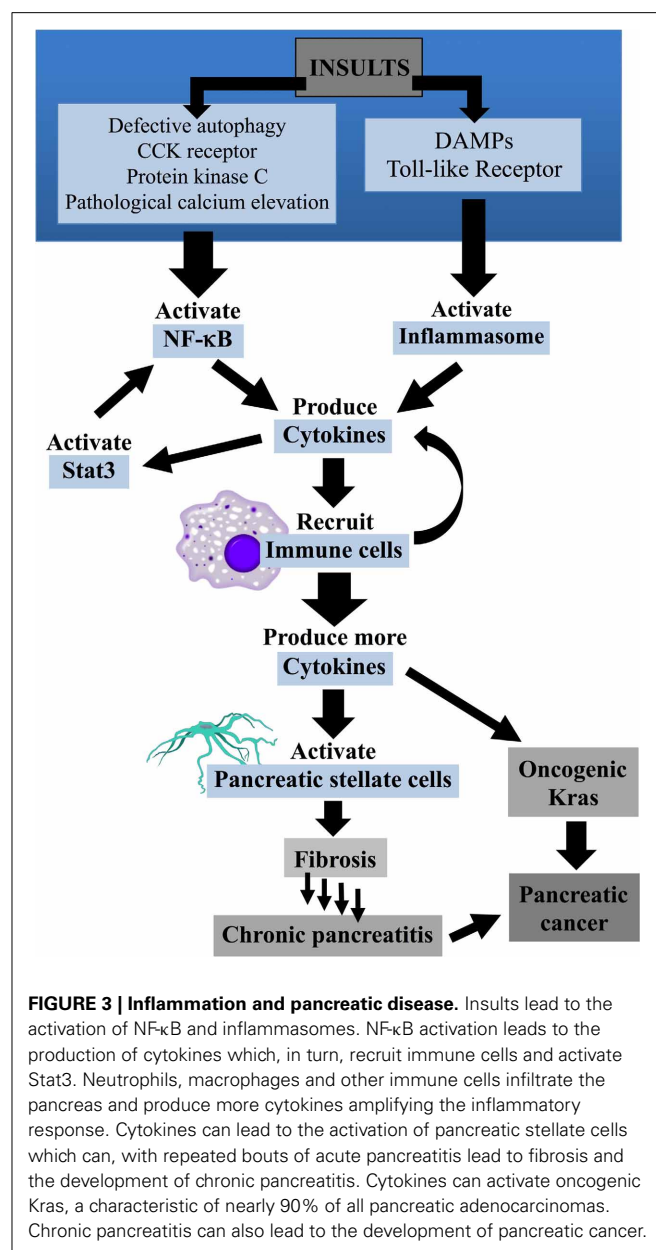 INSULTS
Defective autophagy
CCK receptor
Protein kinase C
Pathological calcium elevation
DAMPs
Toll-like Receptor
Activate
NF-κB
Activate
Inflammasome
Produce
Cytokines
Activate
Stat3
Recruit
Immune cells
Produce more
Cytokines
Activate
Pancreatic stellate cells
Oncogenic
Kras
Fibrosis
Chronic pancreatitis
Pancreatic
cancer
FIGURE 3 | Inflammation and pancreatic disease. Insults lead to the
activation of NF-κB and inflammasomes. NF-κB activation leads to the
production of cytokines which, in turn, recruit immune cells and activate
Stat3. Neutrophils, macrophages and other immune cells infiltrate the
pancreas and produce more cytokines amplifying the inflammatory
response. Cytokines can lead to the activation of pancreatic stellate cells
which can, with repeated bouts of acute pancreatitis lead to fibrosis and
the development of chronic pancreatitis. Cytokines can activate oncogenic
Kras, a characteristic of nearly 90% of all pancreatic adenocarcinomas.
Chronic pancreatitis can also lead to the development of pancreatic cancer.